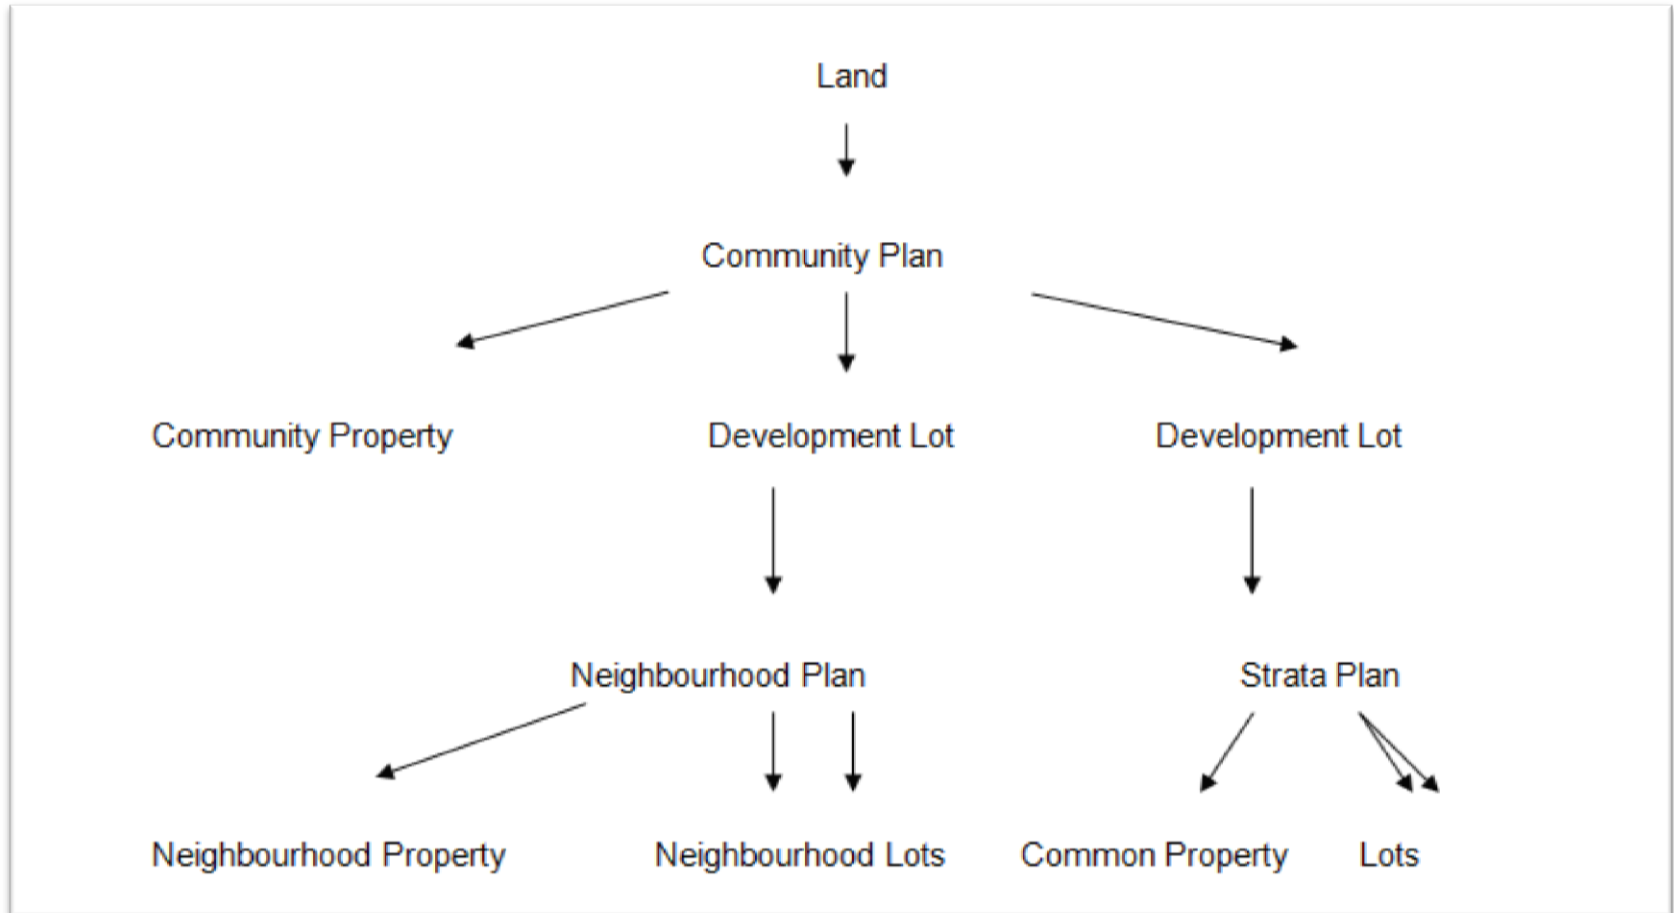 Land
Community Plan
Community Property Development Lot Development Lot
Neighbourhood Plan Strata Plan
Neighbourhood Property Neighbourhood Lots Common Property Lots